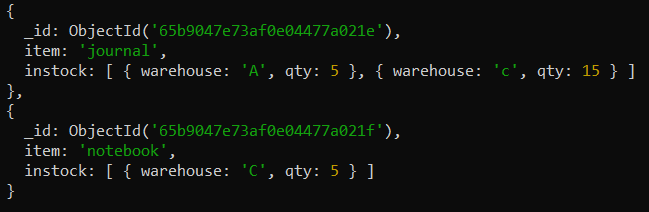 {
  _id: ObjectId('65b9047e73af0e04477a021e'),
  item: 'journal',
  instock: [ { warehouse: 'A', qty: 5 }, { warehouse: 'c', qty: 15 } ]
},
{
  _id: ObjectId('65b9047e73af0e04477a021f'),
  item: 'notebook',
  instock: [ { warehouse: 'C', qty: 5 } ]
}